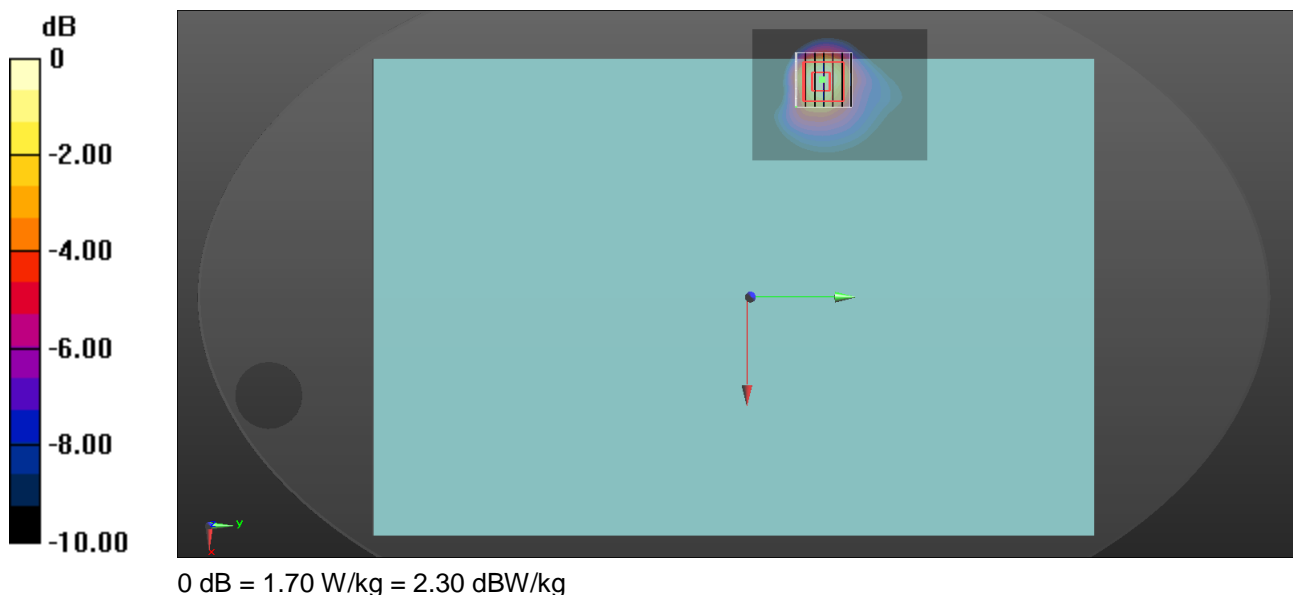 dB
0
-2.00
-4.00
-6.00
-8.00
-10.00
y
x
0 dB = 1.70 W/kg = 2.30 dBW/kg